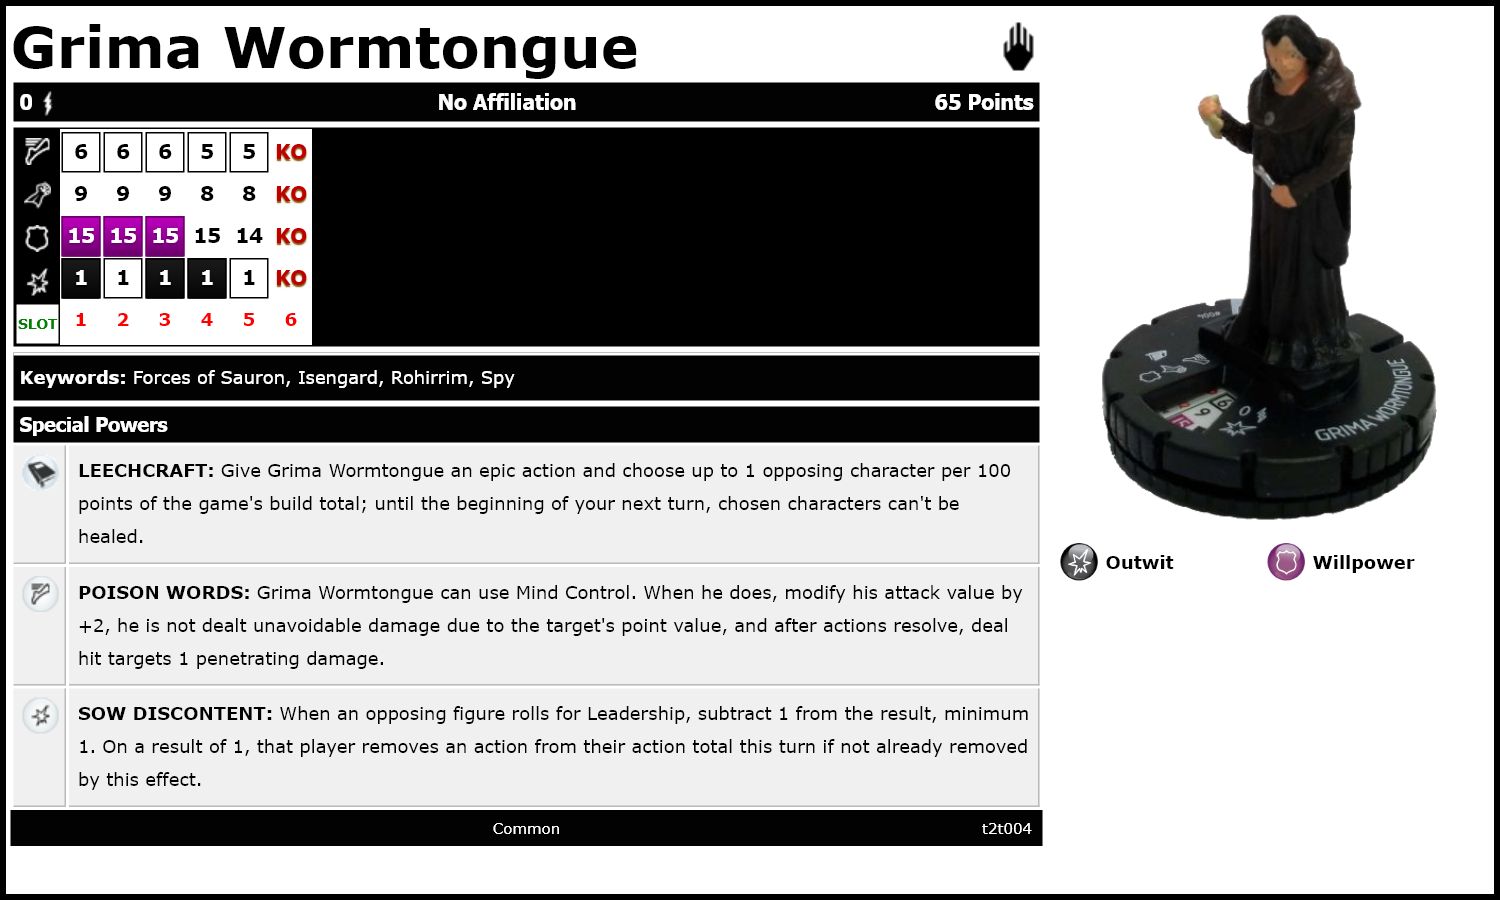 Grima Wormtongue
0 No Affiliation 65 Points
6 6 6 5 5 KO
9 9 9 8 8 KO
15 15 15 15 14 KO
1 1 1 1 1 KO
SLOT 1 2 3 4 5 6
Keywords: Forces of Sauron, Isengard, Rohirrim, Spy
Special Powers
LEECHCRAFT: Give Grima Wormtongue an epic action and choose up to 1 opposing character per 100
points of the game's build total; until the beginning of your next turn, chosen characters can't be
healed.
POISON WORDS: Grima Wormtongue can use Mind Control. When he does, modify his attack value by
+2, he is not dealt unavoidable damage due to the target's point value, and after actions resolve, deal
hit targets 1 penetrating damage.
SOW DISCONTENT: When an opposing figure rolls for Leadership, subtract 1 from the result, minimum
1. On a result of 1, that player removes an action from their action total this turn if not already removed
by this effect.
Common t2t004
#004
6
9
15
0
GRIMA WORMTONGUE
Outwit Willpower